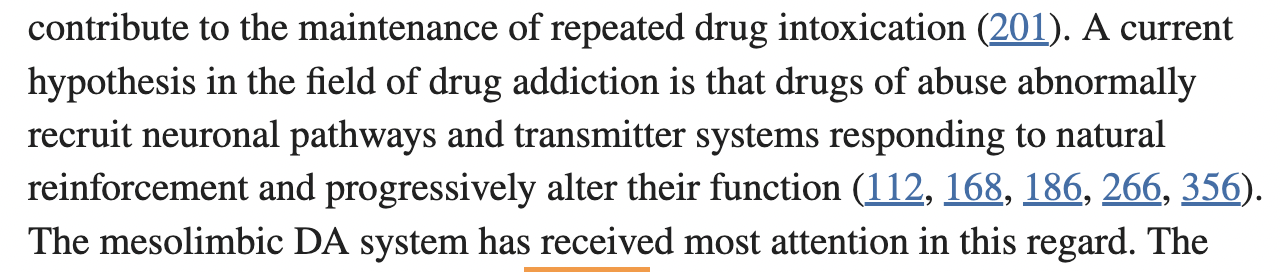 contribute to the maintenance of repeated drug intoxication (201). A current
hypothesis in the field of drug addiction is that drugs of abuse abnormally
recruit neuronal pathways and transmitter systems responding to natural
reinforcement and progressively alter their function (112, 168, 186, 266, 356).
The mesolimbic DA system has received most attention in this regard. The